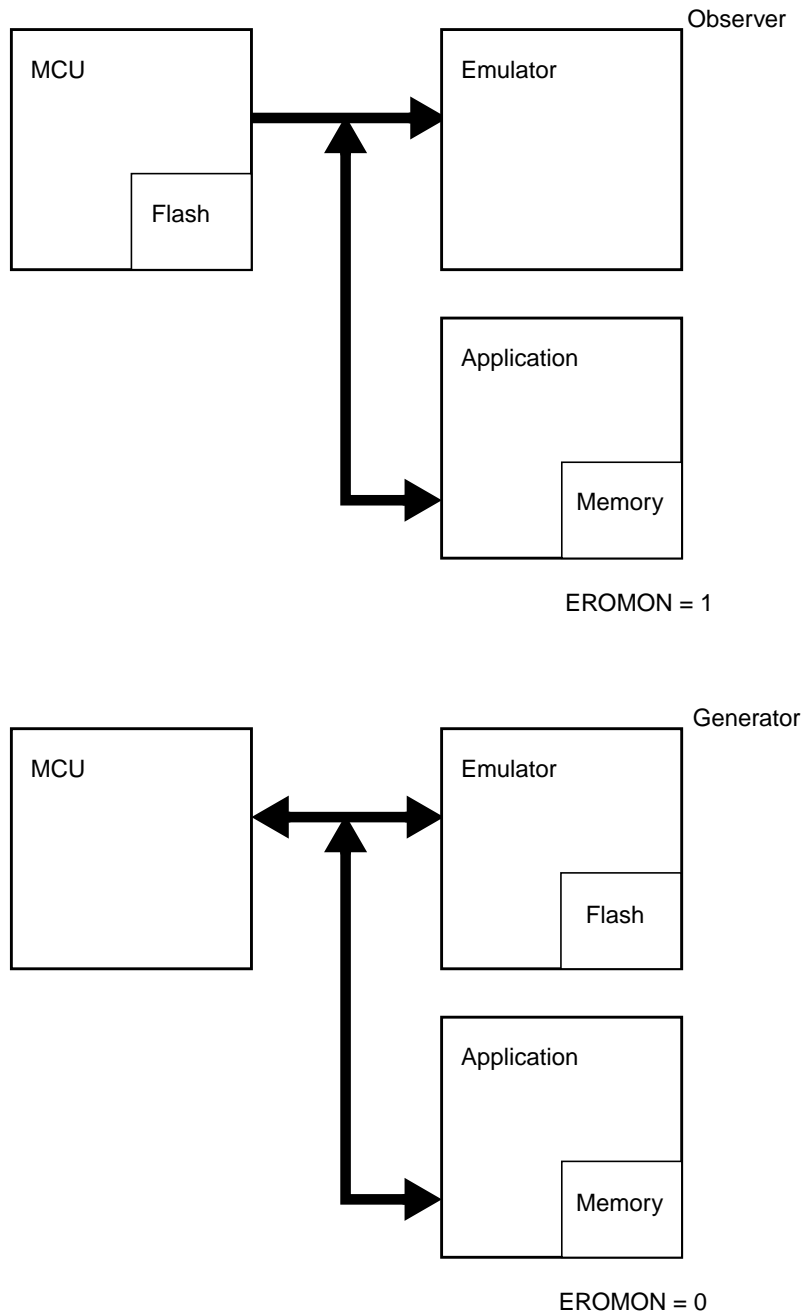 Observer
MCU
Emulator
Flash
Application
Memory
EROMON = 1
Generator
MCU
Emulator
Flash
Application
Memory
EROMON = 0